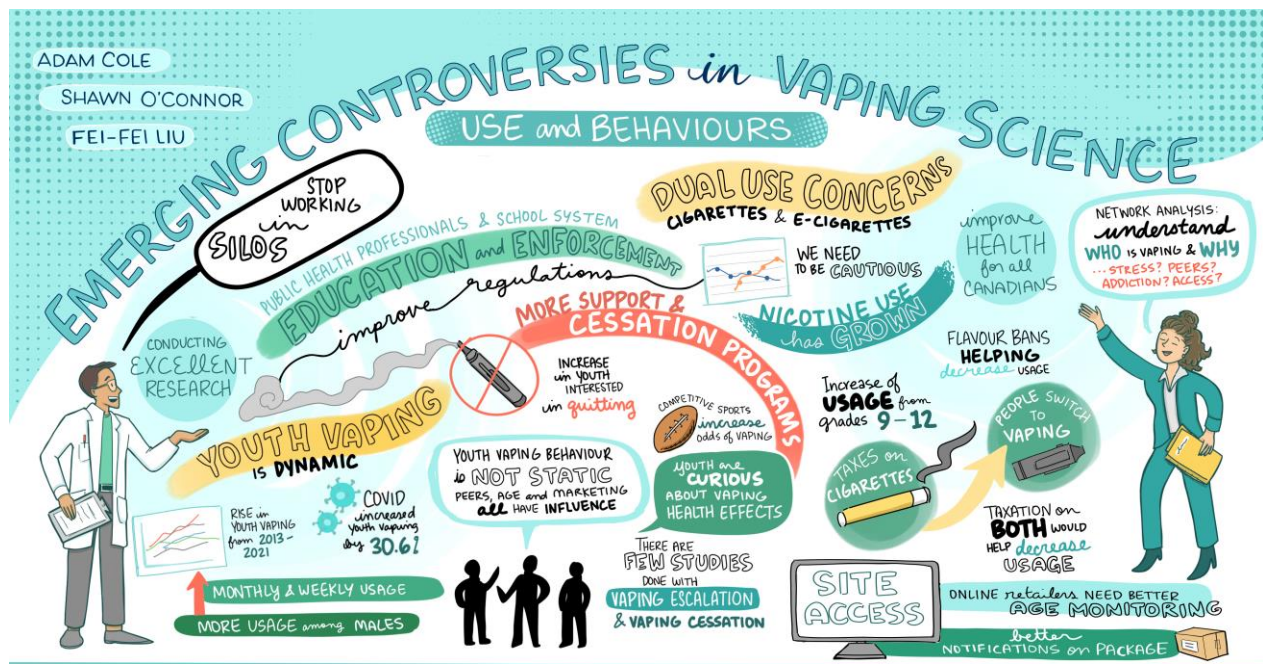 ADAM COLE
SHAWN O'CONNOR
FEI-FEI LIU
EMERGING CONTROVERSIES in VAPING SCIENCE
USE and BEHAVIOURS
STOP
WORKING
in
SILOS
PUBLIC HEALTH PROFESSIONALS & SCHOOL SYSTEM
EDUCATION and ENFORCEMENT
improve regulations
CONDUCTING
EXCELLENT
RESEARCH
YOUTH VAPING
IS DYNAMIC
RISE in
YOUTH VAPING
from 2013-
2021
COVID
increased
Youth Vaping
by 30.6%
MONTHLY & WEEKLY USAGE
MORE USAGE among MALES
DUAL USE CONCERNS
CIGARETTES & E-CIGARETTES
WE NEED
TO BE CAUTIOUS
MORE SUPPORT &
CESSATION PROGRAMS
INCREASE
in YOUTH
INTERESTED
in quitting
COMPETITIVE SPORTS
increase
odds of VAPING
YOUTH VAPING BEHAVIOUR
is NOT STATIC
PEERS, AGE and MARKETING
all HAVE INFLUENCE
YOUTH are
CURIOUS
ABOUT VAPING
HEALTH EFFECTS
THERE ARE
FEW STUDIES
DONE WITH
VAPING ESCALATION
& VAPING CESSATION
NICOTINE USE
has GROWN
improve
HEALTH
for all
CANADIANS
NETWORK ANALYSIS:
understand
WHO is VAPING & WHY
...STRESS? PEERS?
ADDICTION? ACCESS?
FLAVOUR BANS
HELPING
decrease USAGE
Increase of
USAGE from
grades 9-12
TAXES on
CIGARETTES
PEOPLE SWITCH
TO
VAPING
TAXATION on
BOTH WOULD
HELP decrease
USAGE
SITE
ACCESS
ONLINE retailers NEED BETTER
AGE MONITORING
better
NOTIFICATIONS on PACKAGE